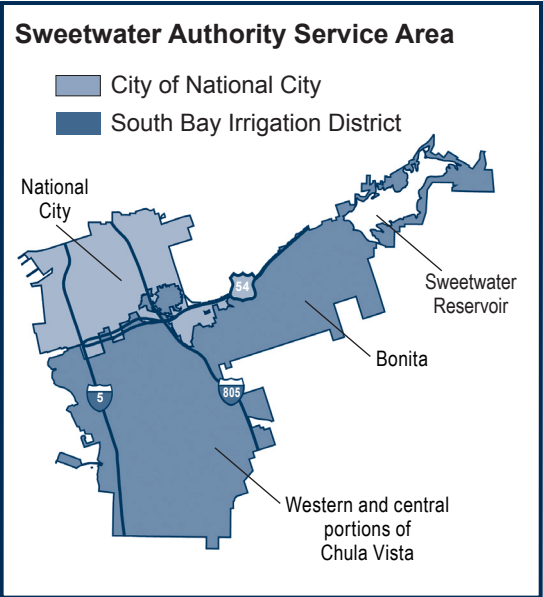 Sweetwater Authority Service Area
City of National City
South Bay Irrigation District
National
City
54
Sweetwater
Reservoir
Bonita
5
805
Western and central
portions of
Chula Vista